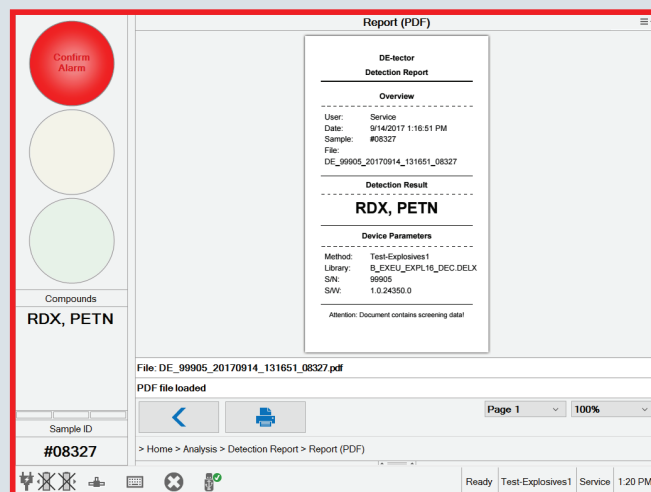 Confirm
Alarm
Compounds
RDX, PETN
Sample ID
#08327
Report (PDF)
DE-tector
Detection Report
Overview
User: Service
Date: 9/14/2017 1:16:51 PM
Sample: #08327
File:
DE_99905_20170914_131651_08327
Detection Result
RDX, PETN
Device Parameters
Method: Test-Explosives1
Library: B_EXEU_EXPL16_DEC.DELX
S/N: 99905
S/W: 1.0.24350.0
Attention: Document contains screening data!
File: DE_99905_20170914_131651_08327.pdf
PDF file loaded
Page 1 100%
> Home > Analysis > Detection Report > Report (PDF)
Ready Test-Explosives1 Service 1:20 PM